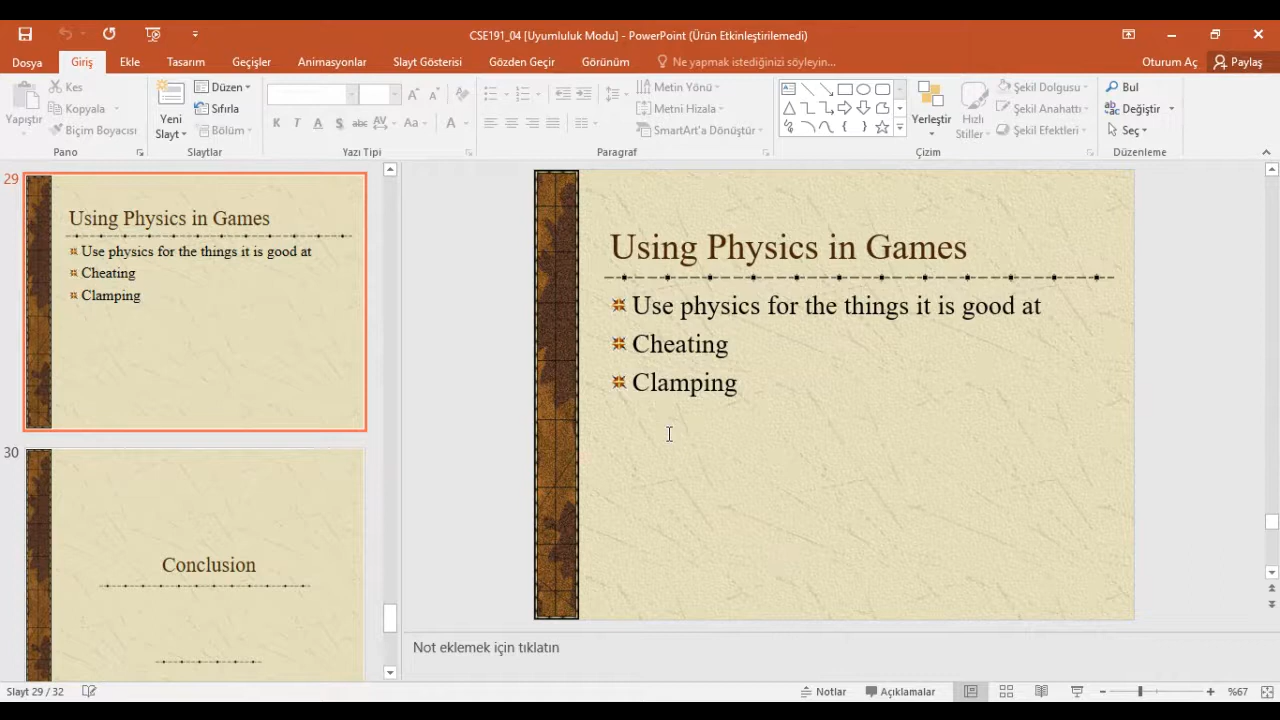 CSE191_04 [Uyumluluk Modu] - PowerPoint (Ürün Etkinleştirilemedi)
Dosya Giriş Ekle Tasarım Geçişler Animasyonlar Slayt Gösterisi Gözden Geçir Görünüm Ne yapmak istediğinizi söyleyin... Oturum Aç Paylaş
Yapıştır
Kes
Kopyala
Biçim Boyacısı
Pano
Yeni
Slayt
Düzen
Sıfırla
Bölüm
Slaytlar
K T A S abc AV Aa A
Yazı Tipi
Metin Yönü
Metni Hizala
SmartArt'a Dönüştür
Paragraf
Yerleştir
Hızlı
Stiller
Şekil Dolgusu
Şekil Anahattı
Şekil Efektleri
Çizim
Bul
Değiştir
Seç
Düzenleme
29
Using Physics in Games
Use physics for the things it is good at
Cheating
Clamping
30
Conclusion
Using Physics in Games
Use physics for the things it is good at
Cheating
Clamping
Not eklemek için tıklatın
Slayt 29 / 32 Notlar Açıklamalar %67